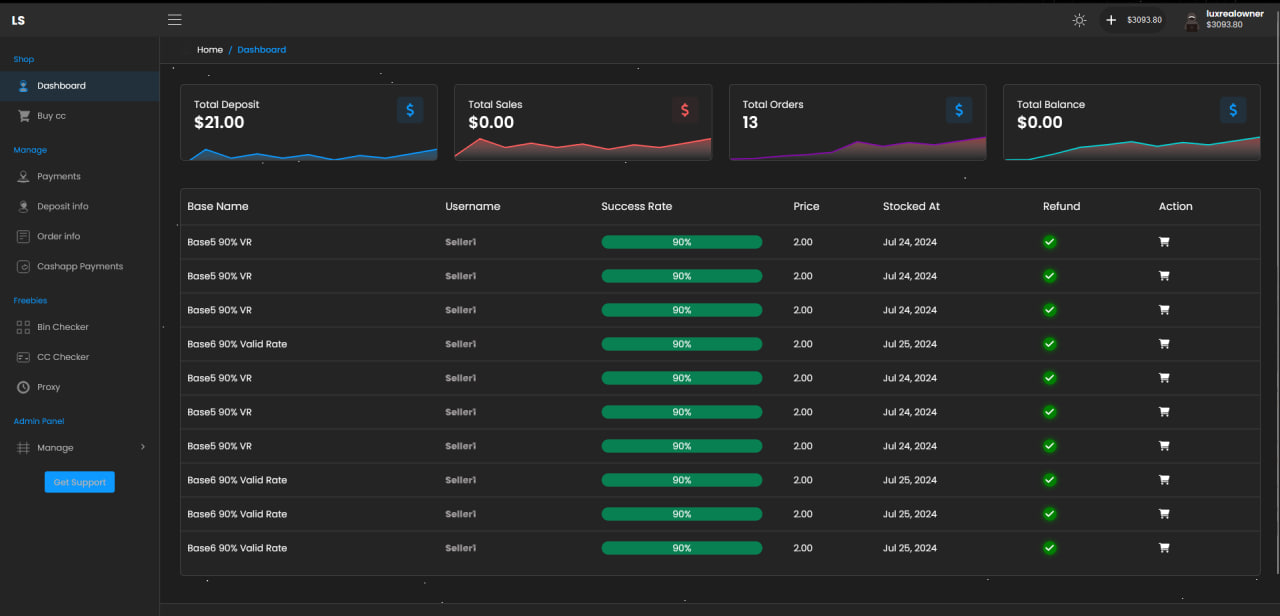 LS
$3093.80
luxrealowner
$3093.80
Home / Dashboard
Shop
Dashboard
Buy cc
Manage
Payments
Deposit info
Order info
Cashapp Payments
Freebies
Bin Checker
CC Checker
Proxy
Admin Panel
Manage
Get Support
Total Deposit
$21.00
$
Total Sales
$0.00
$
Total Orders
13
$
Total Balance
$0.00
$
Base Name Username Success Rate Price Stocked At Refund Action
Base5 90% VR Seller1 90% 2.00 Jul 24, 2024
Base5 90% VR Seller1 90% 2.00 Jul 24, 2024
Base5 90% VR Seller1 90% 2.00 Jul 24, 2024
Base6 90% Valid Rate Seller1 90% 2.00 Jul 25, 2024
Base5 90% VR Seller1 90% 2.00 Jul 24, 2024
Base5 90% VR Seller1 90% 2.00 Jul 24, 2024
Base5 90% VR Seller1 90% 2.00 Jul 24, 2024
Base6 90% Valid Rate Seller1 90% 2.00 Jul 25, 2024
Base6 90% Valid Rate Seller1 90% 2.00 Jul 25, 2024
Base6 90% Valid Rate Seller1 90% 2.00 Jul 25, 2024